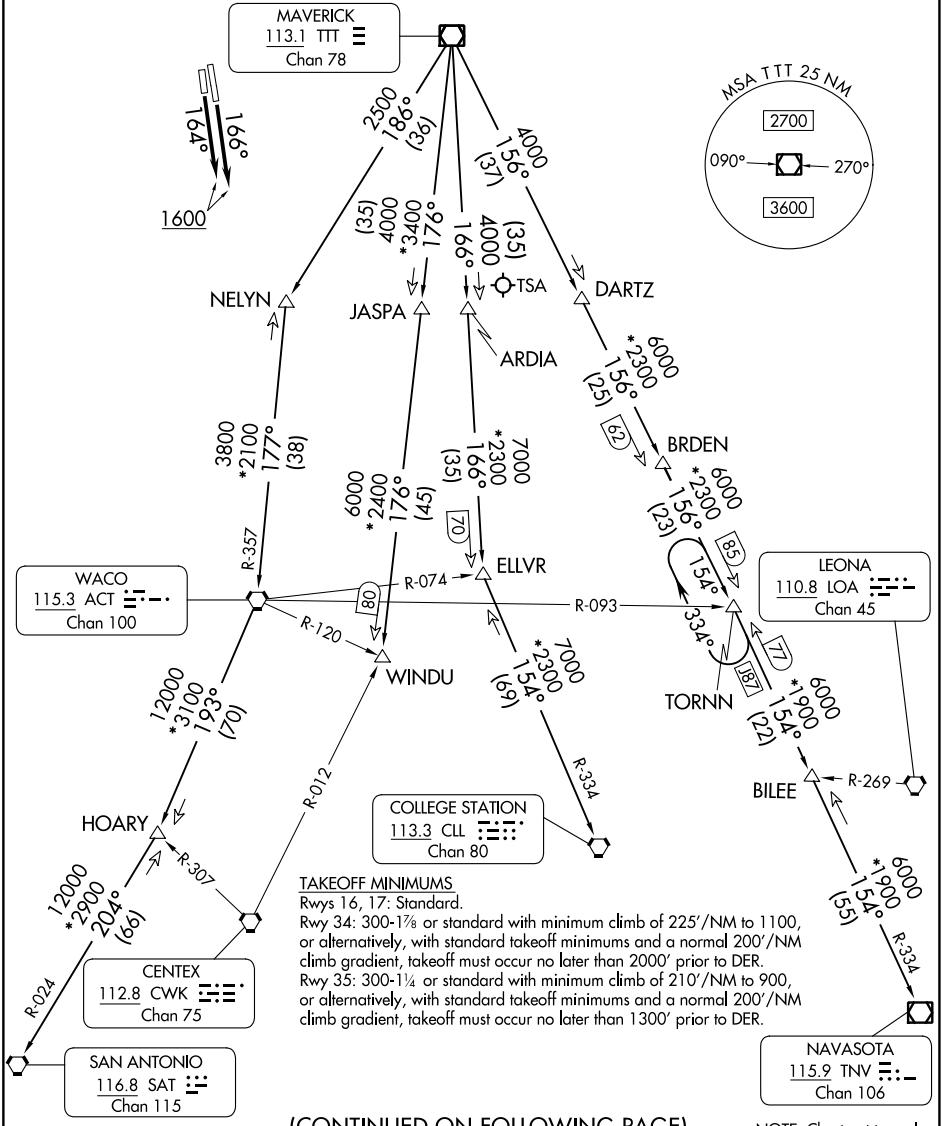 MAVERICK
113.1 TTT
Chan 78
164°
166°
1600
MSA TTT 25 NM
2700
090°
270°
3600
2500
186°
(36)
(35)
4000
*3400
176°
(35)
4000
166°
4000
156°
(37)
TSA
NELYN
JASPA
ARDIA
DARTZ
3800
*2100
177°
(38)
R-357
6000
*2400
176°
(45)
80
7000
*2300
166°
(35)
70
6000
*2300
156°
(25)
62
BRDEN
6000
*2300
156°
(23)
85
WACO
115.3 ACT
Chan 100
R-074
R-093
R-120
ELLVR
WINDU
154°
334°
TORNN
J87
77
LEONA
110.8 LOA
Chan 45
12000
*3100
193°
(70)
7000
*2300
154°
(69)
R-334
6000
*1900
154°
(22)
BILEE
R-269
R-012
HOARY
R-307
COLLEGE STATION
113.3 CLL
Chan 80
6000
*1900
154°
(55)
R-334
12000
*2900
204°
(66)
R-024
CENTEX
112.8 CWK
Chan 75
SAN ANTONIO
116.8 SAT
Chan 115
TAKEOFF MINIMUMS
Rwys 16, 17: Standard.
Rwy 34: 300-1⅞ or standard with minimum climb of 225'/NM to 1100,
or alternatively, with standard takeoff minimums and a normal 200'/NM
climb gradient, takeoff must occur no later than 2000' prior to DER.
Rwy 35: 300-1¼ or standard with minimum climb of 210'/NM to 900,
or alternatively, with standard takeoff minimums and a normal 200'/NM
climb gradient, takeoff must occur no later than 1300' prior to DER.
NAVASOTA
115.9 TNV
Chan 106
(CONTINUED ON FOLLOWING PAGE)
NOTE: Chart not to scale